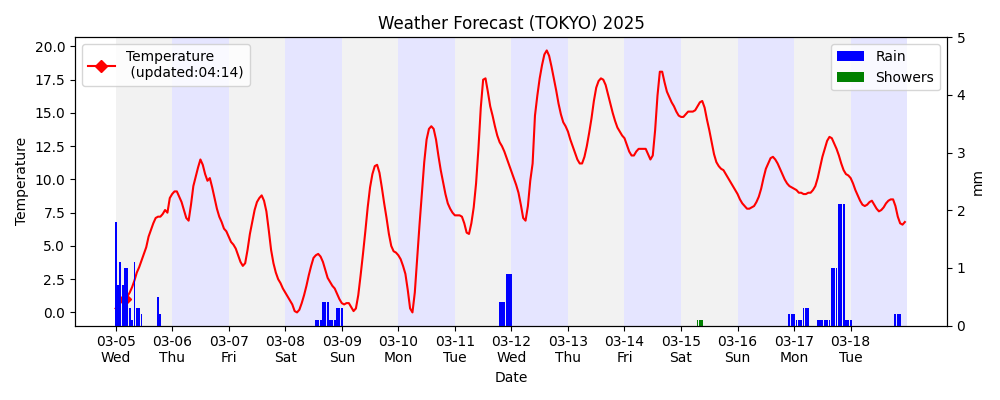 Weather Forecast (TOKYO) 2025
Temperature
(updated:04:14)
Rain
Showers
20.0
17.5
15.0
12.5
10.0
7.5
5.0
2.5
0.0
Temperature
5
4
3
2
1
0
mm
03-05 03-06 03-07 03-08 03-09 03-10 03-11 03-12 03-13 03-14 03-15 03-16 03-17 03-18
Wed Thu Fri Sat Sun Mon Tue Wed Thu Fri Sat Sun Mon Tue
Date